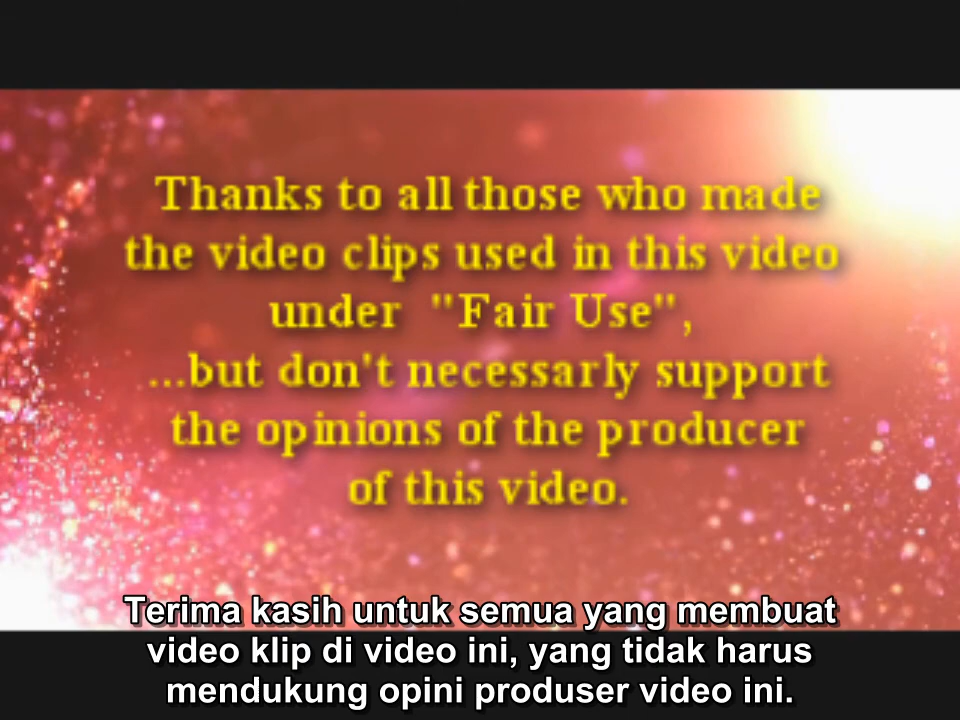 Thanks to all those who made
the video clips used in this video
under "Fair Use",
...but don't necessarly support
the opinions of the producer
of this video.
Terima kasih untuk semua yang membuat
video klip di video ini, yang tidak harus
mendukung opini produser video ini.